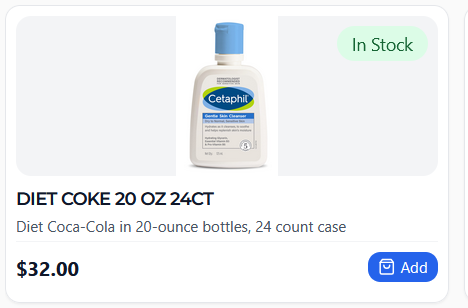 In Stock
Cetaphil
Gentle Skin Cleanser
DIET COKE 20 OZ 24CT
Diet Coca-Cola in 20-ounce bottles, 24 count case
$32.00
Add